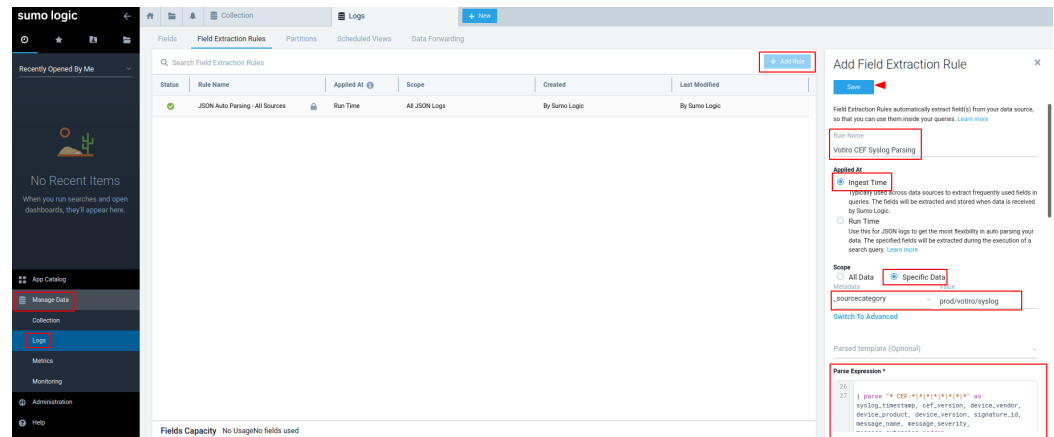 sumo logic
Collection
Logs
+ New
Fields
Field Extraction Rules
Partitions
Scheduled Views
Data Forwarding
Recently Opened By Me
Search Field Extraction Rules
+ Add Rule
Status
Rule Name
Applied At
Scope
Created
Last Modified
JSON Auto Parsing - All Sources
Run Time
All JSON Logs
By Sumo Logic
By Sumo Logic
No Recent Items
When you run searches and open
dashboards, they'll appear here.
App Catalog
Manage Data
Collection
Logs
Metrics
Monitoring
Administration
Help
Fields Capacity No UsageNo fields used
Add Field Extraction Rule
X
Save
Field Extraction Rules automatically extract field(s) from your data source,
so that you can use them inside your queries. Learn more
Rule Name
Votiro CEF Syslog Parsing
Applied At
Ingest Time
Typically used across data sources to extract frequently used fields in
queries. The fields will be extracted and stored when data is received
by Sumo Logic.
Run Time
Use this for JSON logs to get the most flexibility in auto parsing your
data. The specified fields will be extracted during the execution of a
search query. Learn more
Scope
All Data
Specific Data
Metadata
Value
_sourcecategory
prod/votiro/syslog
Switch To Advanced
Parsed template (Optional)
Parse Expression *
26
27 | parse "* CEF:*|*|*|*|*|*|*|*" as
syslog_timestamp, cef_version, device_vendor,
device_product, device_version, signature_id,
message_name, message_severity,